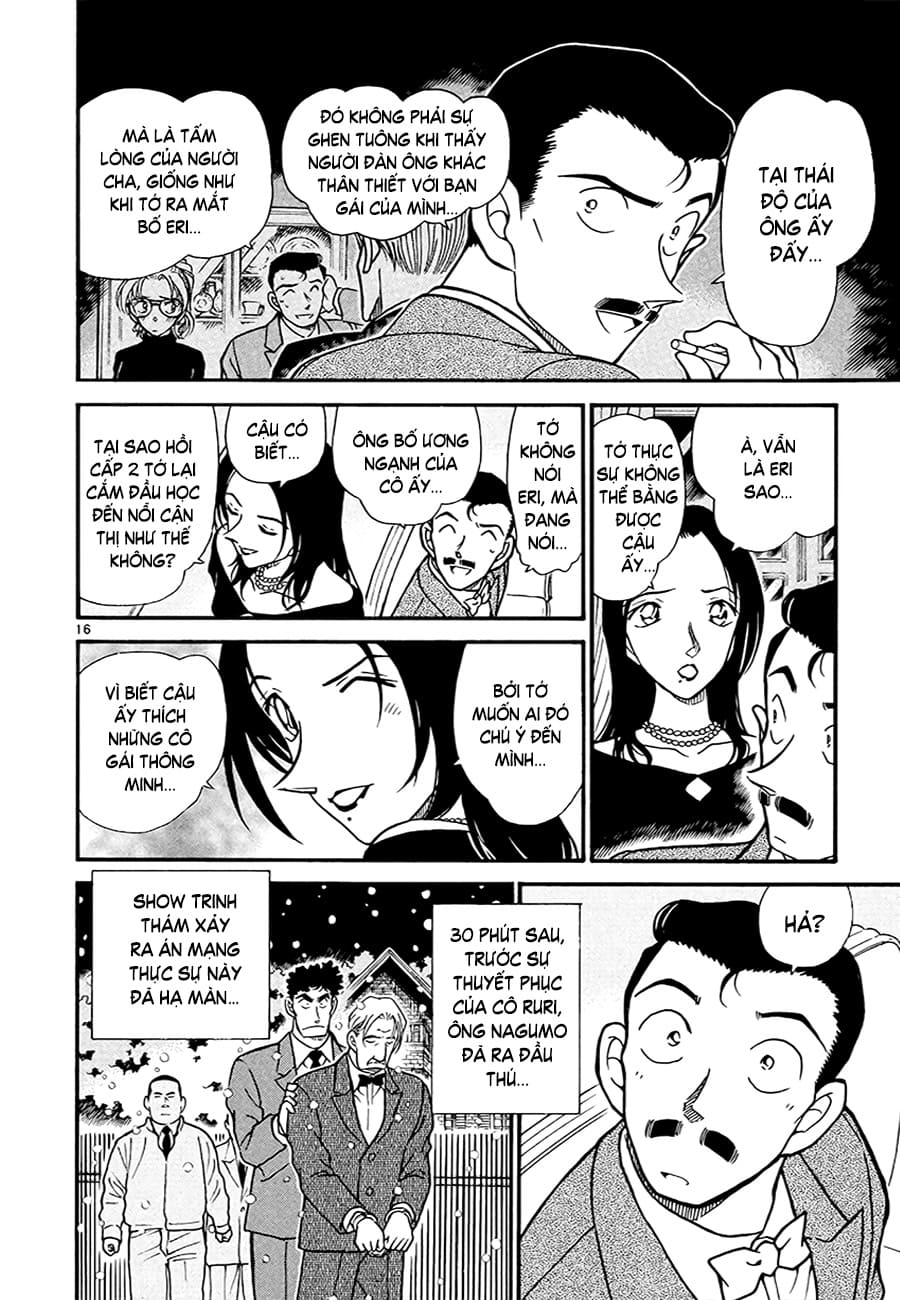 TẠI THÁI
ĐỘ CỦA
ÔNG ẤY
ĐẤY...
ĐÓ KHÔNG PHẢI SỰ
GHEN TUÔNG KHI THẤY
NGƯỜI ĐÀN ÔNG KHÁC
THÂN THIẾT VỚI BẠN
GÁI CỦA MÌNH...
MÀ LÀ TẤM
LÒNG CỦA NGƯỜI
CHA, GIỐNG NHƯ
KHI TỚ RA MẮT
BỐ ERI...
À, VẪN
LÀ ERI
SAO...
TỚ THỰC
SỰ KHÔNG
THỂ BẰNG
ĐƯỢC
CẬU
ẤY...
TỚ
KHÔNG
NÓI
ERI, MÀ
ĐANG
NÓI...
ÔNG BỐ ƯƠNG
NGẠNH CỦA
CÔ ẤY...
CẬU CÓ
BIẾT...
TẠI SAO HỒI
CẤP 2 TỚ LẠI
CẮM ĐẦU HỌC
ĐẾN NỖI CẬN
THỊ NHƯ THẾ
KHÔNG?
16
BỞI TỚ
MUỐN AI ĐÓ
CHÚ Ý ĐẾN
MÌNH...
VÌ BIẾT CẬU
ẤY THÍCH
NHỮNG CÔ
GÁI THÔNG
MINH...
HẢ?
30 PHÚT SAU,
TRƯỚC SỰ
THUYẾT PHỤC
CỦA CÔ RURI,
ÔNG NAGUMO
ĐÃ RA ĐẦU
THÚ...
SHOW TRINH
THÁM XẢY
RA ÁN MẠNG
THỰC SỰ NÀY
ĐÃ HẠ MÀN...